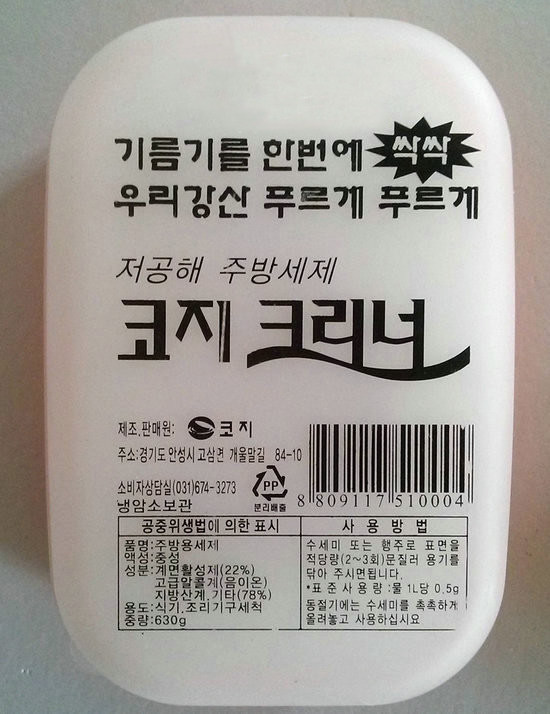 기름기를 한번에 싹싹
우리강산 푸르게 푸르게
저공해 주방세제
코지 크리너
제조.판매원: 코지
주소:경기도 안성시 고삼면 개울말길 84-10
소비자상담실(031)674-3273
냉암소보관
PP
분리배출
8 809117 510004
공중위생법에 의한 표시
품명:주방용세제
액성:중성
성분:계면활성제(22%)
고급알콜계(음이온)
지방산계.기타(78%)
용도:식기.조리기구세척
중량:630g
사용방법
수세미 또는 행주로 표면을
적당량(2~3회)문질러 용기를
닦아 주시면됩니다.
*표준사용량:물 1L당 0.5g
동절기에는 수세미를 촉촉하게
올려놓고 사용하십시요